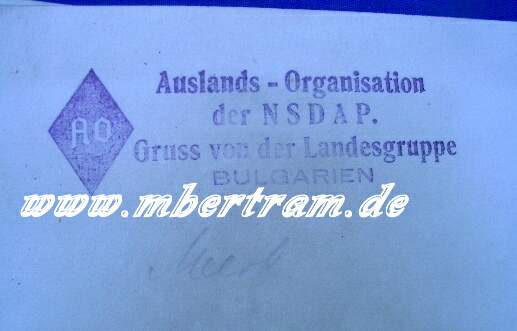 AO
Auslands - Organisation
der NSDAP.
Gruss von der Landesgruppe
BULGARIEN
www.mbertram.de